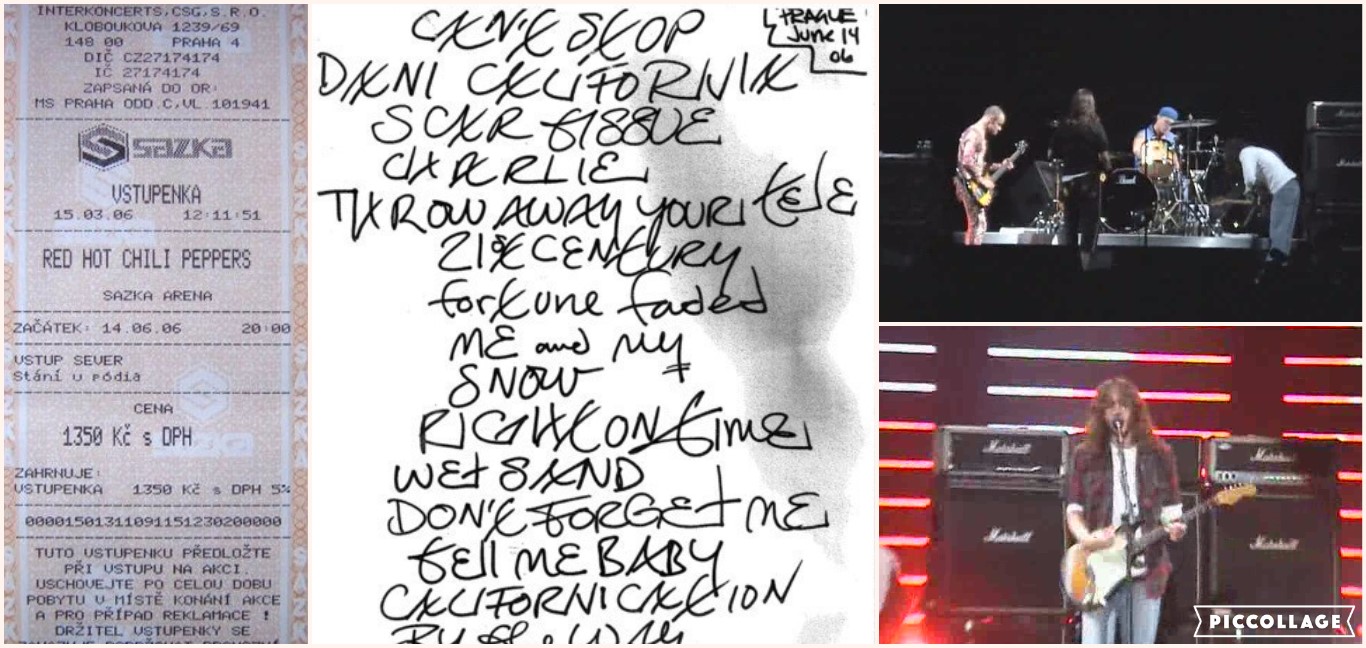 INTERKONCERTS,CSG,S.R.O.
KLOBOUKOVA 1239/69
148 00 PRAHA 4
DIČ CZ27174174
IČ 27174174
ZAPSANÁ DO OR:
MS PRAHA ODD.C,VL.101941
SAZKA
VSTUPENKA
15.03.06 12:11:51
RED HOT CHILI PEPPERS
SAZKA ARENA
ZAČÁTEK: 14.06.06 20:00
VSTUP SEVER
Stání u pódia
CENA
1350 Kč s DPH
ZAHRNUJE:
VSTUPENKA 1350 Kč s DPH 5%
00001501311091151230200000
TUTO VSTUPENKU PŘEDLOŽTE
PŘI VSTUPU NA AKCI.
USCHOVEJTE PO CELOU DOBU
POBYTU V MÍSTĚ KONÁNÍ AKCE
A PRO PŘÍPAD REKLAMACE !
DRŽITEL VSTUPENKY SE
PRAGUE
June 14
06
CAN'T STOP
DANI CALIFORNIA
SCAR TISSUE
CHARLIE
THROW AWAY YOUR tele
21st CENTURY
fortune faded
ME and My
SNOW
RIGHT ON time
WEt SAND
DON'T FORGEt ME
tell ME BABY
CALIFORNICATION
BY the WAY
Pearl
Marshall
Marshall
Marshall
Marshall
PICCOLLAGE